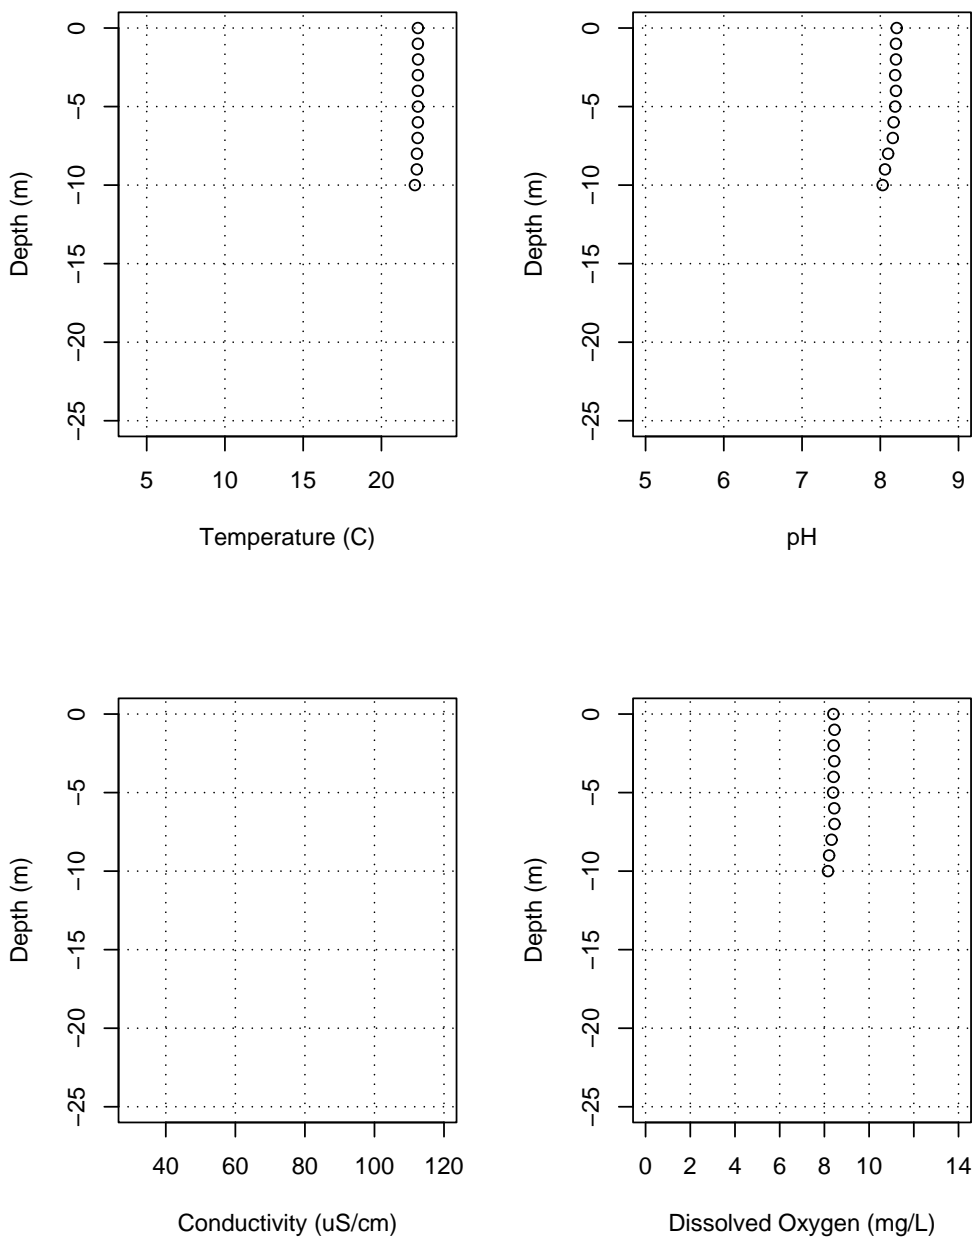 0
−5
−10
−15
−20
−25
Depth (m)
5 10 15 20
Temperature (C)
0
−5
−10
−15
−20
−25
Depth (m)
5 6 7 8 9
pH
0
−5
−10
−15
−20
−25
Depth (m)
40 60 80 100 120
Conductivity (uS/cm)
0
−5
−10
−15
−20
−25
Depth (m)
0 2 4 6 8 10 14
Dissolved Oxygen (mg/L)